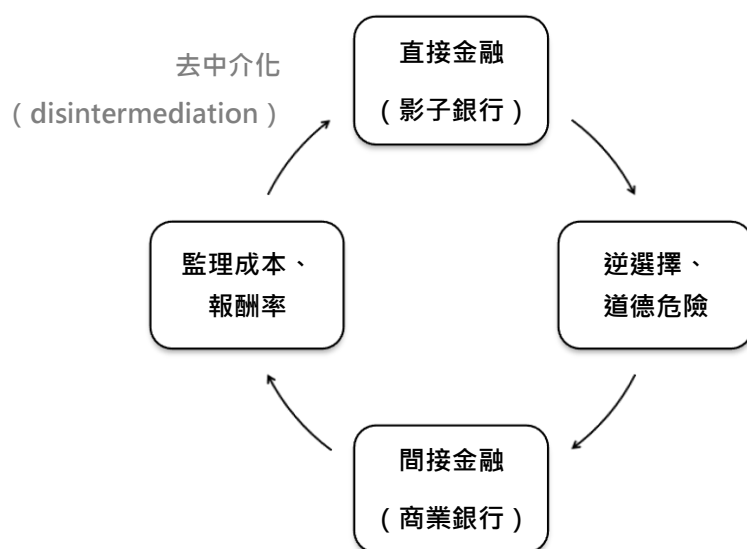 直接金融
（影子銀行）
去中介化
（disintermediation）
監理成本、
報酬率
逆選擇、
道德危險
間接金融
（商業銀行）